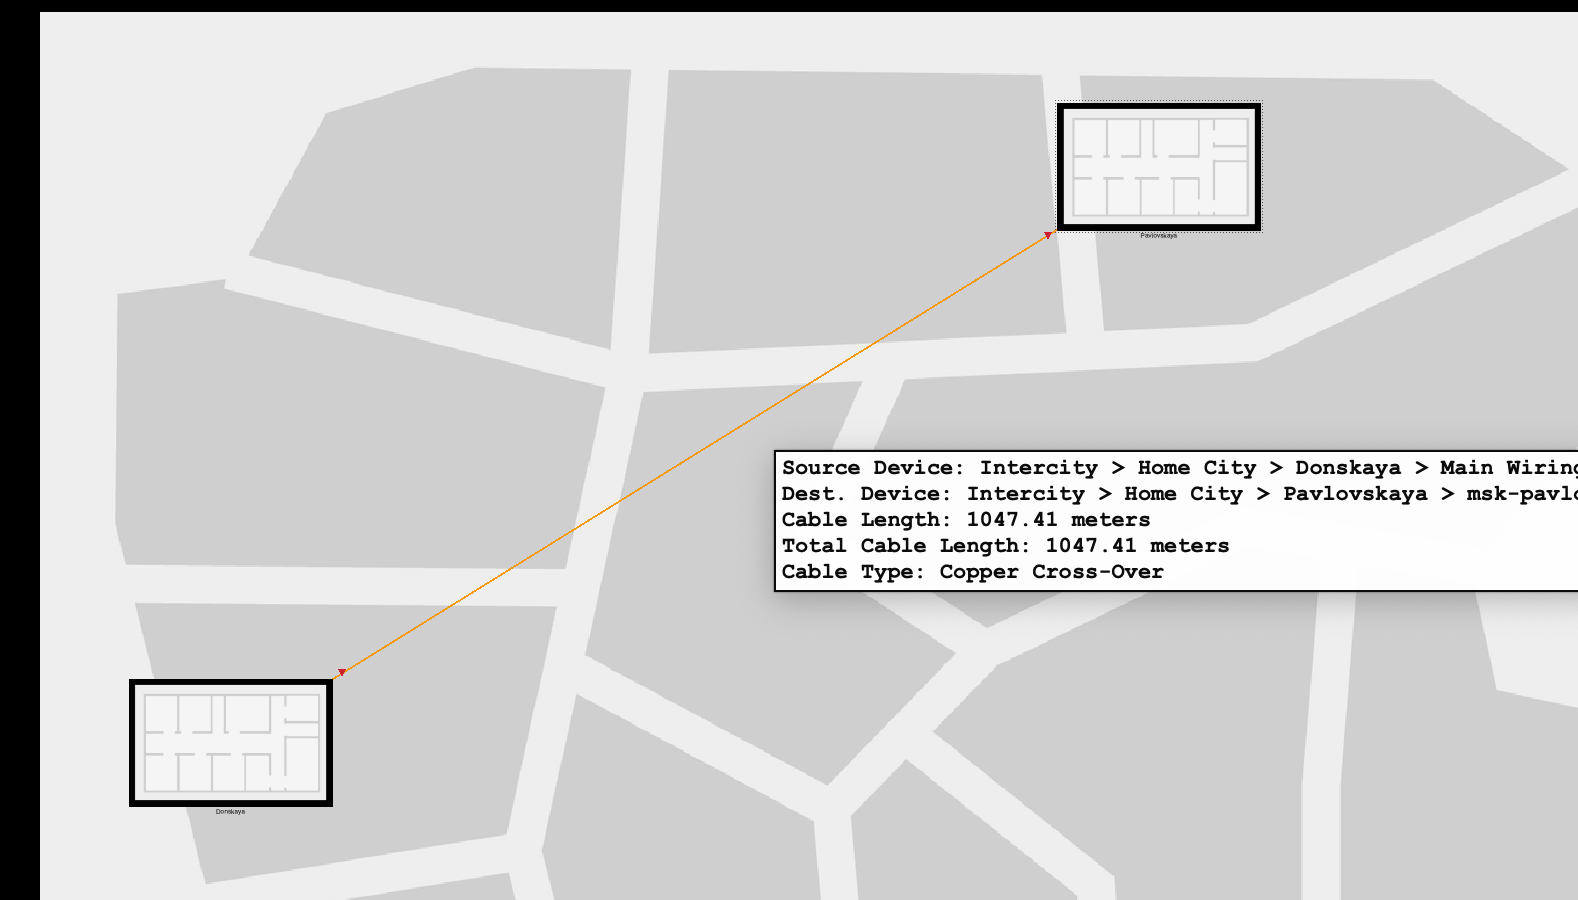 Pavlovskaya
Source Device: Intercity > Home City > Donskaya > Main Wiring
Dest. Device: Intercity > Home City > Pavlovskaya > msk-pavlo
Cable Length: 1047.41 meters
Total Cable Length: 1047.41 meters
Cable Type: Copper Cross-Over
Donskaya